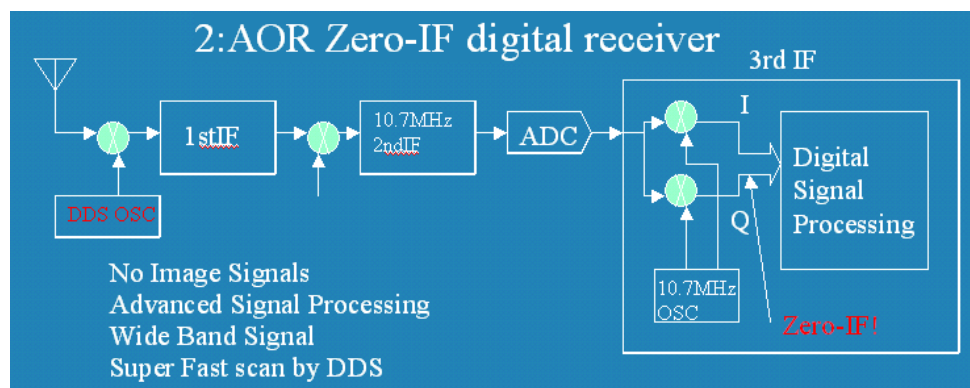 2:AOR Zero-IF digital receiver
3rd IF
1stIF
10.7MHz
2ndIF
ADC
I
Q
Digital
Signal
Processing
DDS OSC
10.7MHz
OSC
Zero-IF!
No Image Signals
Advanced Signal Processing
Wide Band Signal
Super Fast scan by DDS